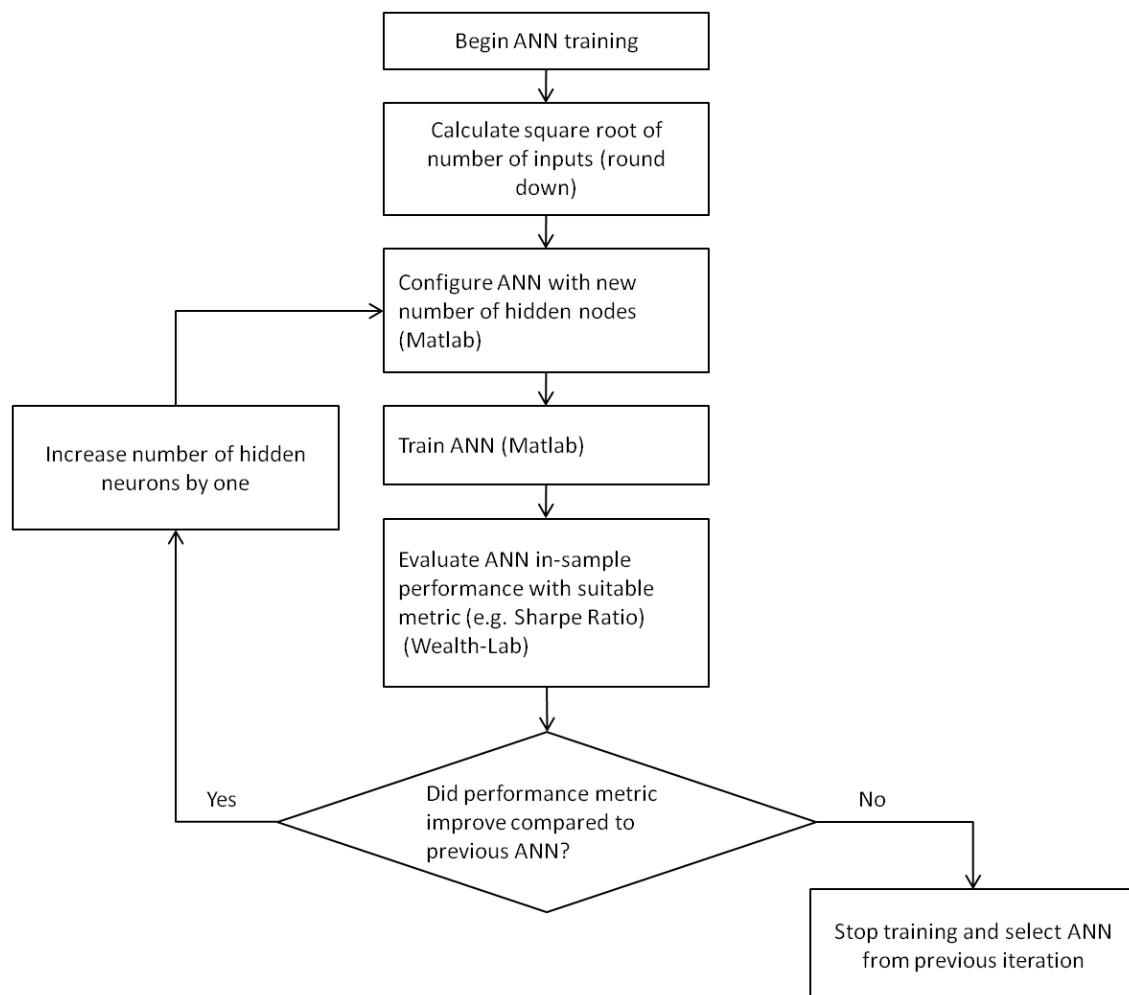 Begin ANN training
Calculate square root of
number of inputs (round
down)
Configure ANN with new
number of hidden nodes
(Matlab)
Increase number of hidden
neurons by one
Train ANN (Matlab)
Evaluate ANN in-sample
performance with suitable
metric (e.g. Sharpe Ratio)
(Wealth-Lab)
Yes
Did performance metric
improve compared to
previous ANN?
No
Stop training and select ANN
from previous iteration